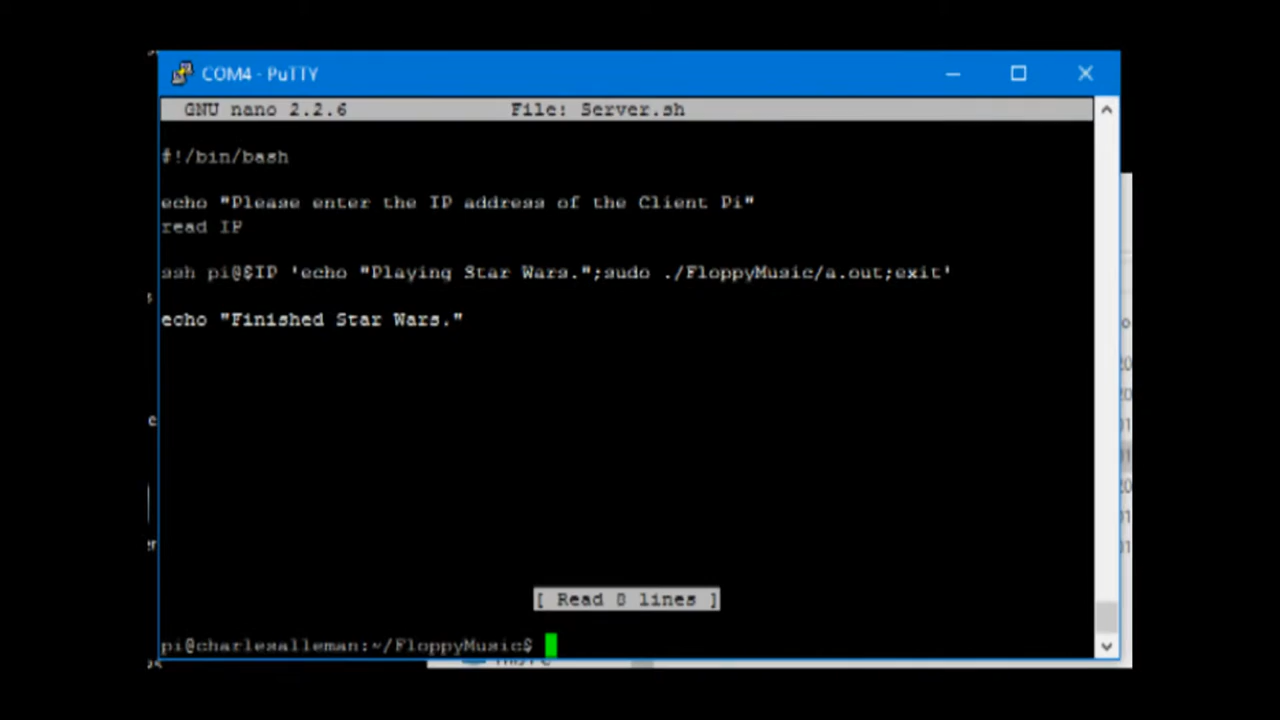 COM4 - PuTTY
GNU nano 2.2.6 File: Server.sh
#!/bin/bash
echo "Please enter the IP address of the Client Pi"
read IP
ssh pi@$IP 'echo "Playing Star Wars.";sudo ./FloppyMusic/a.out;exit'
echo "Finished Star Wars."
[ Read 8 lines ]
pi@charlesalleman:~/FloppyMusic$